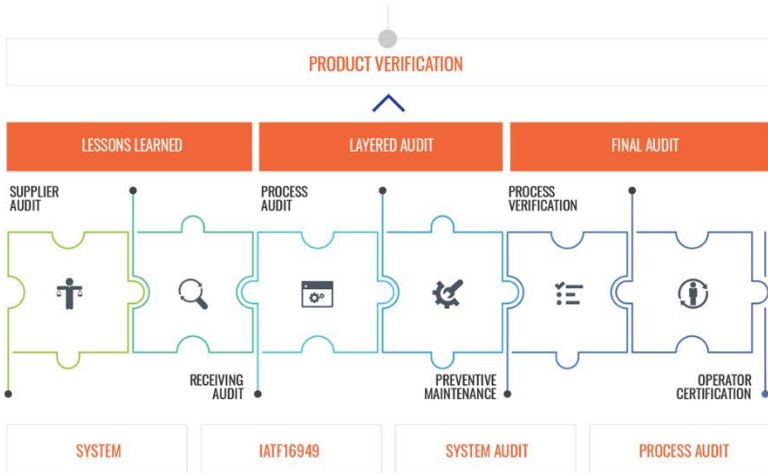 PRODUCT VERIFICATION
LESSONS LEARNED
LAYERED AUDIT
FINAL AUDIT
SUPPLIER
AUDIT
PROCESS
AUDIT
PROCESS
VERIFICATION
RECEIVING
AUDIT
PREVENTIVE
MAINTENANCE
OPERATOR
CERTIFICATION
SYSTEM
IATF16949
SYSTEM AUDIT
PROCESS AUDIT